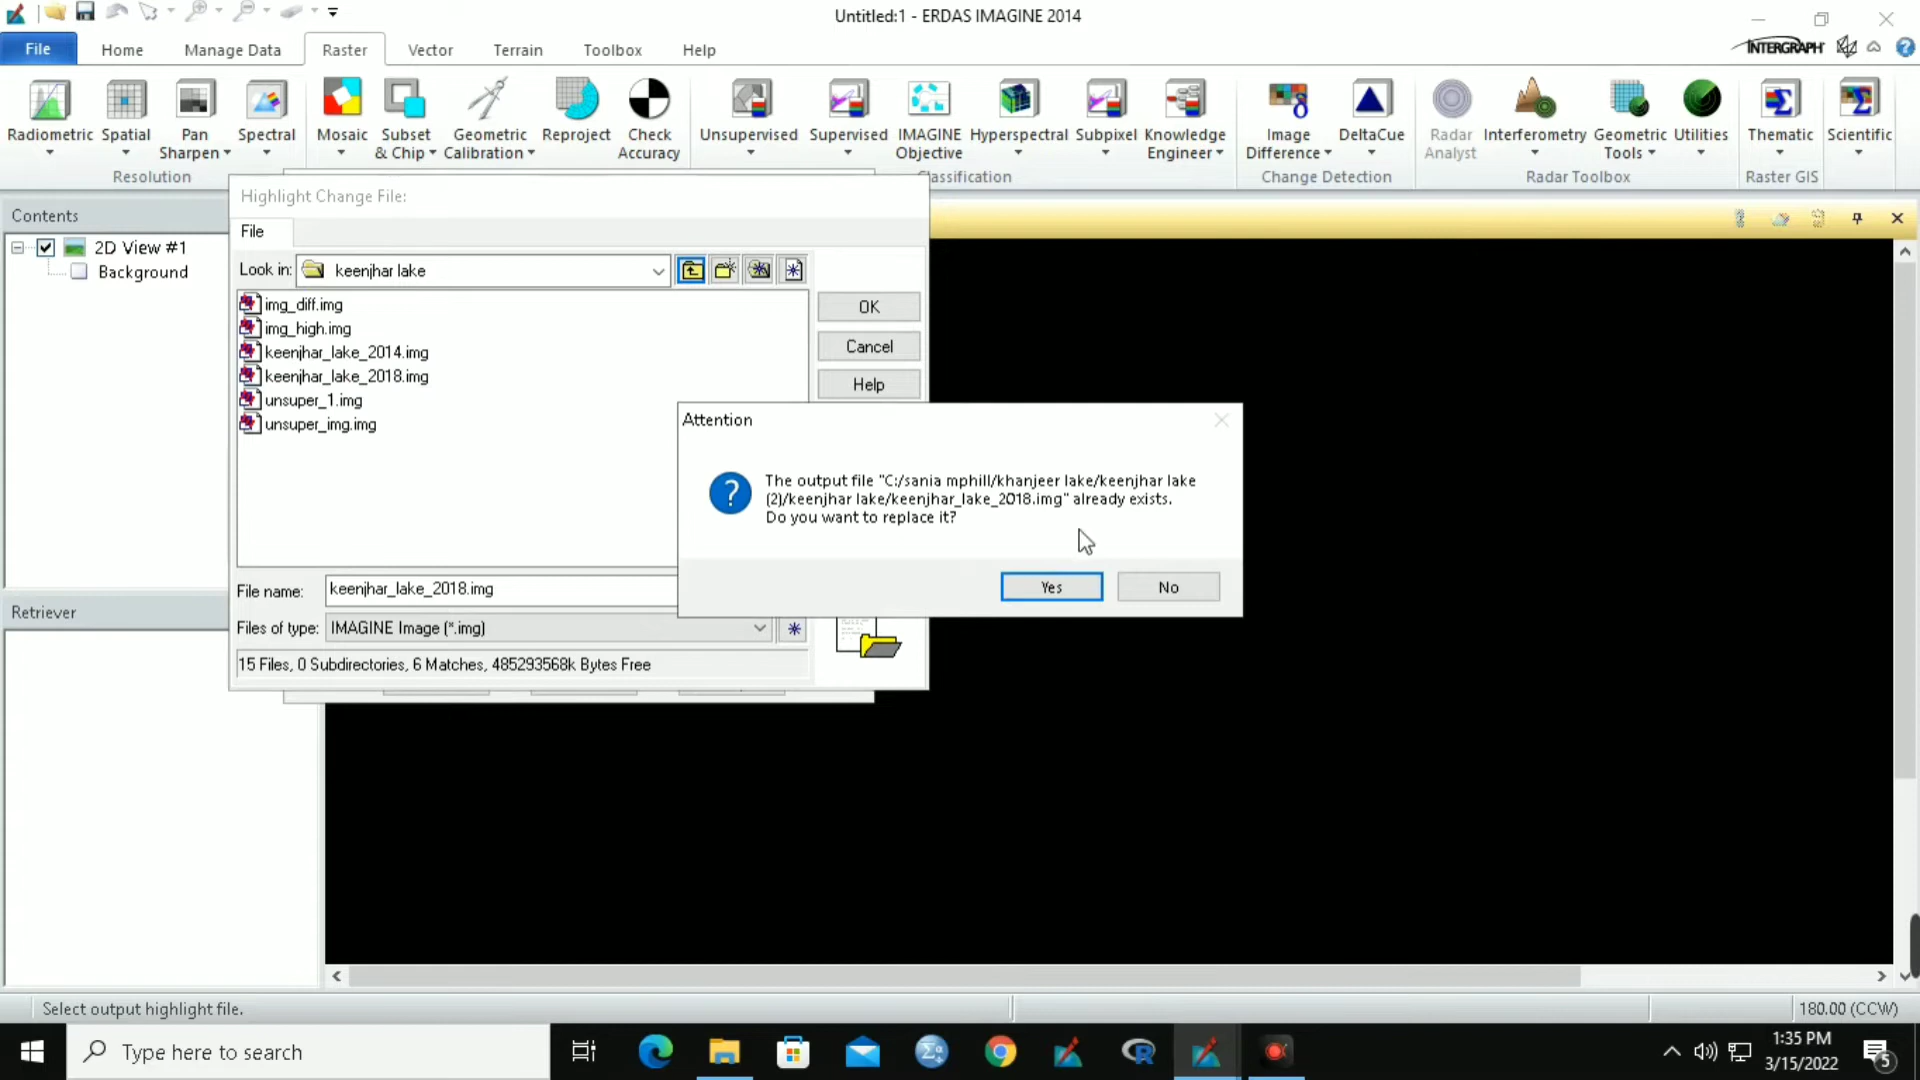 Untitled:1 - ERDAS IMAGINE 2014
File
Home
Manage Data
Raster
Vector
Terrain
Toolbox
Help
INTERGRAPH
Radiometric
Spatial
Pan
Sharpen
Spectral
Mosaic
Subset
& Chip
Geometric
Calibration
Reproject
Check
Accuracy
Unsupervised
Supervised
IMAGINE
Objective
Hyperspectral
Subpixel
Knowledge
Engineer
Image
Difference
DeltaCue
Radar
Analyst
Interferometry
Geometric
Tools
Utilities
Thematic
Scientific
Resolution
Classification
Change Detection
Radar Toolbox
Raster GIS
Contents
2D View #1
Background
Retriever
Highlight Change File:
File
Look in:
keenjhar lake
img_diff.img
img_high.img
keenjhar_lake_2014.img
keenjhar_lake_2018.img
unsuper_1.img
unsuper_img.img
OK
Cancel
Help
File name:
keenjhar_lake_2018.img
Files of type:
IMAGINE Image (*.img)
15 Files, 0 Subdirectories, 6 Matches, 485293568k Bytes Free
Attention
The output file "C:/sania mphill/khanjeer lake/keenjhar lake
(2)/keenjhar lake/keenjhar_lake_2018.img" already exists.
Do you want to replace it?
Yes
No
Select output highlight file.
180.00 (CCW)
Type here to search
1:35 PM
3/15/2022
5